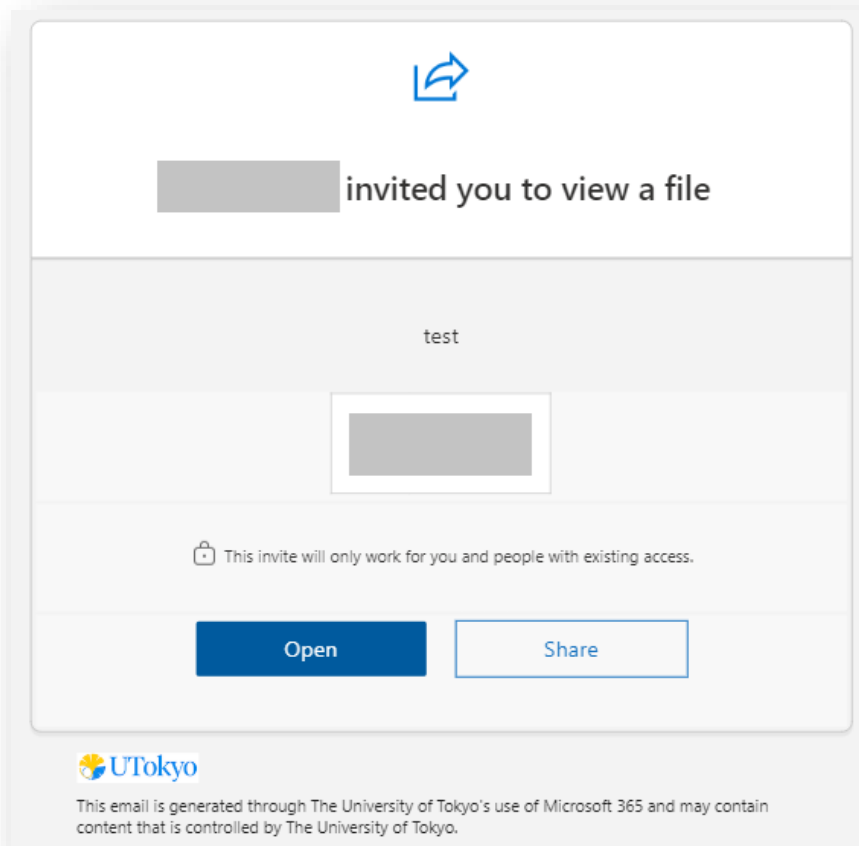 invited you to view a file
test
This invite will only work for you and people with existing access.
Open
Share
UTokyo
This email is generated through The University of Tokyo's use of Microsoft 365 and may contain
content that is controlled by The University of Tokyo.